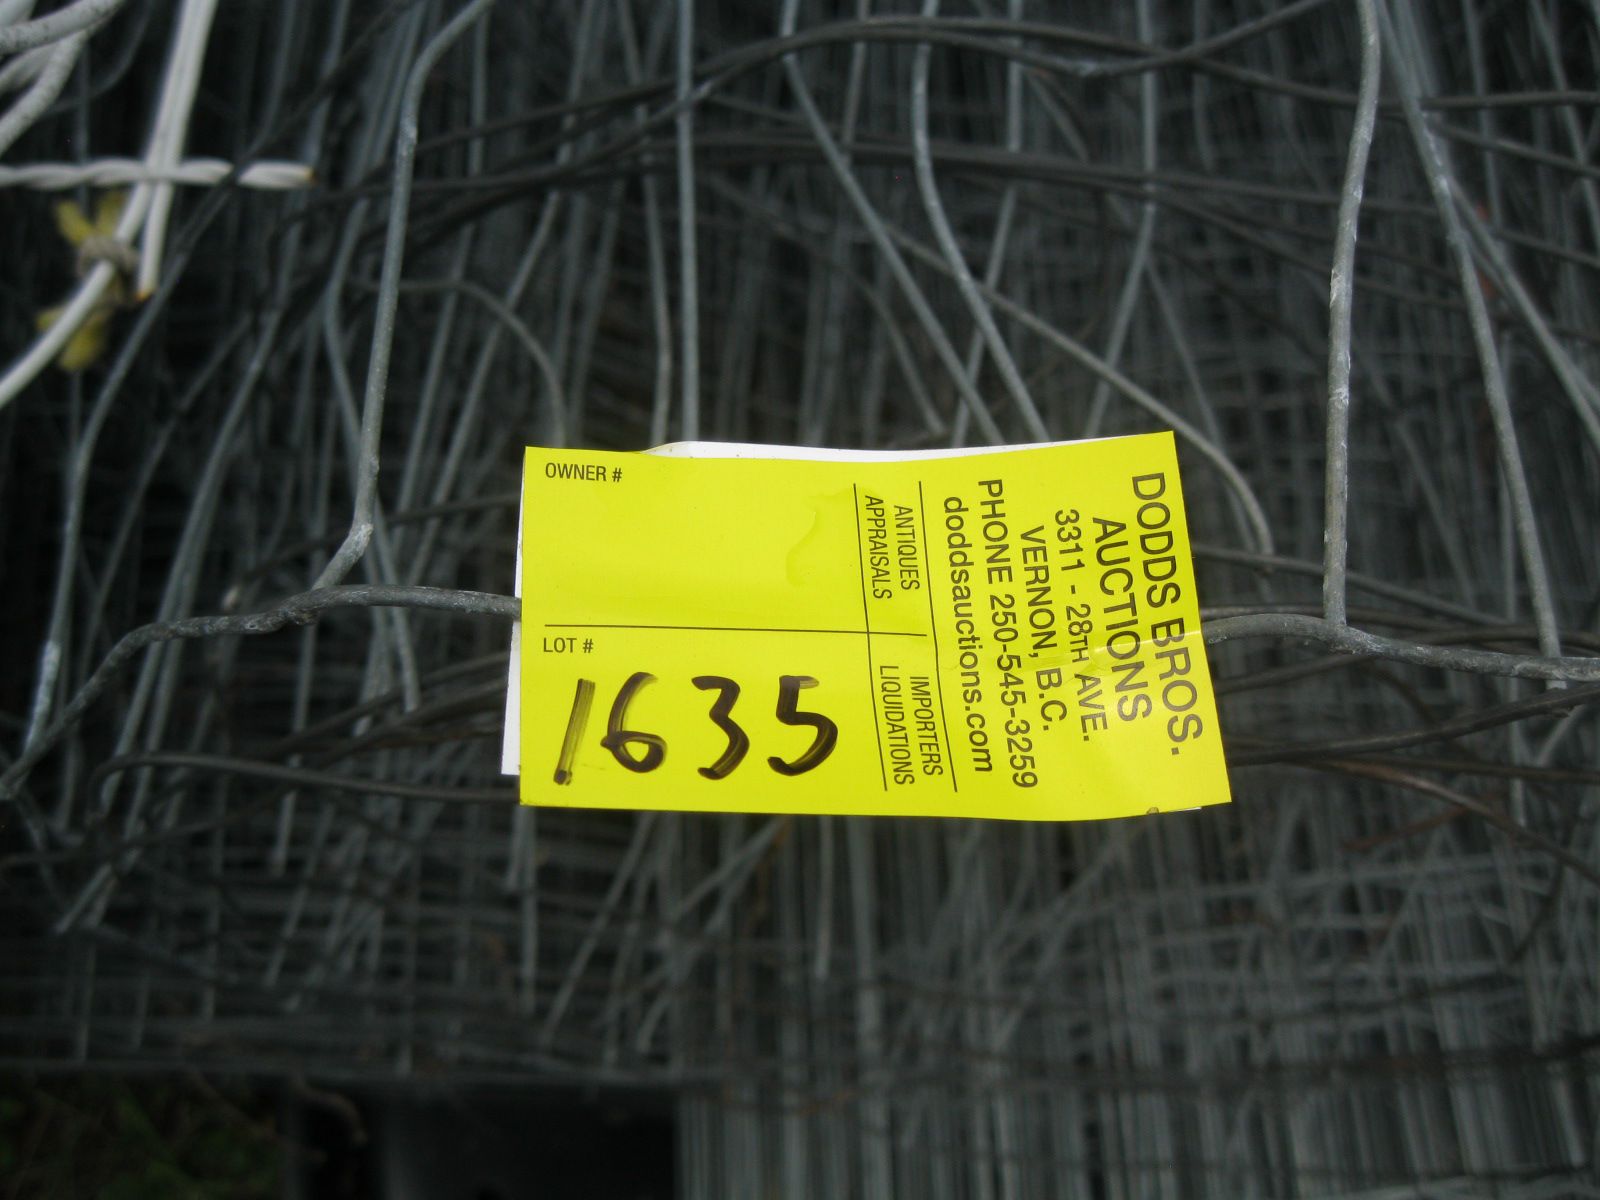 DODDS BROS.
AUCTIONS
3311 - 28TH AVE.
VERNON, B.C.
PHONE 250-545-3259
doddsauctions.com
ANTIQUES
APPRAISALS
IMPORTERS
LIQUIDATIONS
OWNER #
LOT #
1635